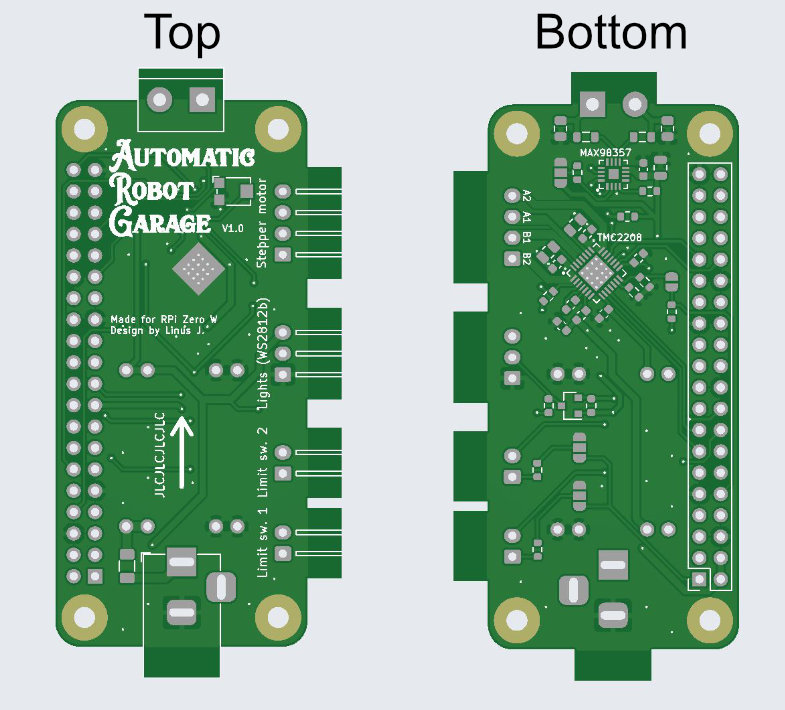 Top
Bottom
AUTOMATIC
ROBOT
GARAGE
V1.0
Stepper motor
Made for RPi Zero W
Design by Linus J.
Lights (WS2812b)
JLCJLCJLCJLC
Limit sw. 2
Limit sw. 1
MAX98357
A2
A1
B1
B2
TMC2208